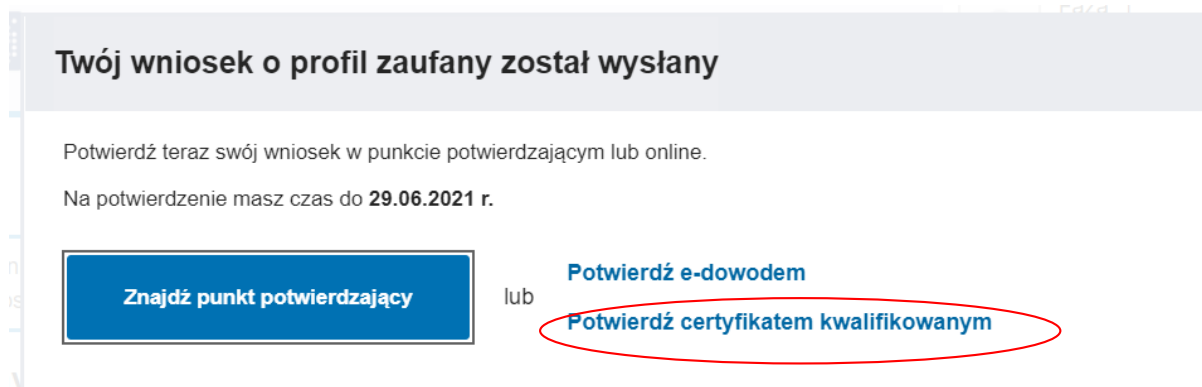 Twój wniosek o profil zaufany został wysłany
Potwierdź teraz swój wniosek w punkcie potwierdzającym lub online.
Na potwierdzenie masz czas do 29.06.2021 r.
Znajdź punkt potwierdzający
lub
Potwierdź e-dowodem
Potwierdź certyfikatem kwalifikowanym